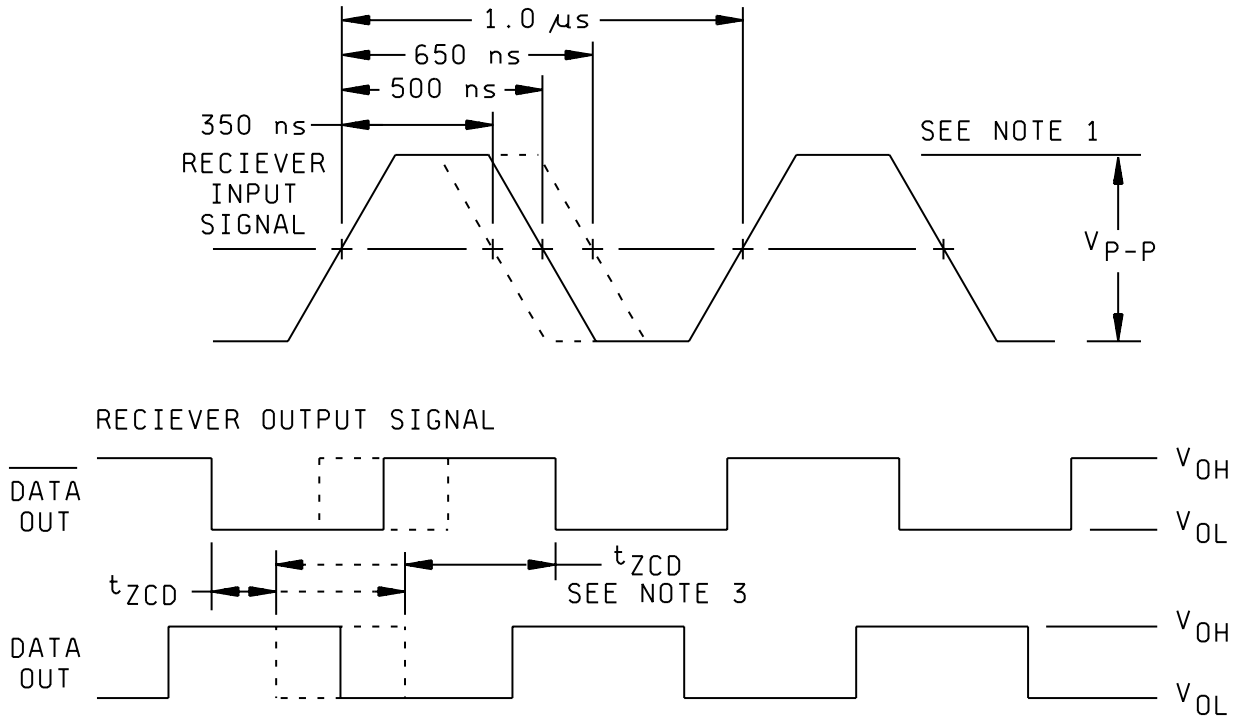 1.0 μs
650 ns
500 ns
350 ns
SEE NOTE 1
RECIEVER
INPUT
SIGNAL
VP-P
RECIEVER OUTPUT SIGNAL
DATA
OUT
VOH
VOL
tZCD
tZCD
SEE NOTE 3
DATA
OUT
VOH
VOL